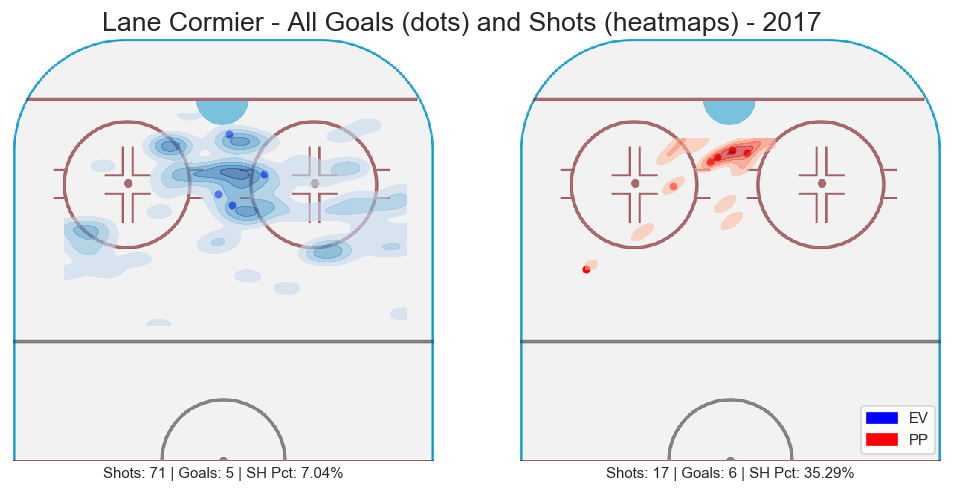 Lane Cormier - All Goals (dots) and Shots (heatmaps) - 2017
EV
PP
Shots: 71 | Goals: 5 | SH Pct: 7.04%
Shots: 17 | Goals: 6 | SH Pct: 35.29%